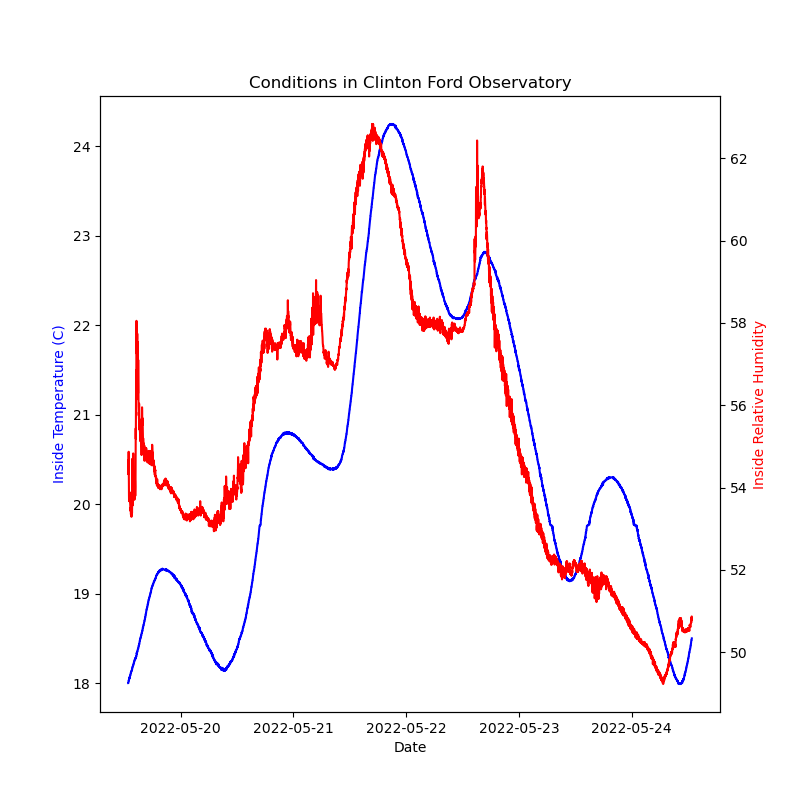 Conditions in Clinton Ford Observatory
Inside Temperature (C)
24
23
22
21
20
19
18
62
60
58
56
54
52
50
Inside Relative Humidity
2022-05-20 2022-05-21 2022-05-22 2022-05-23 2022-05-24
Date